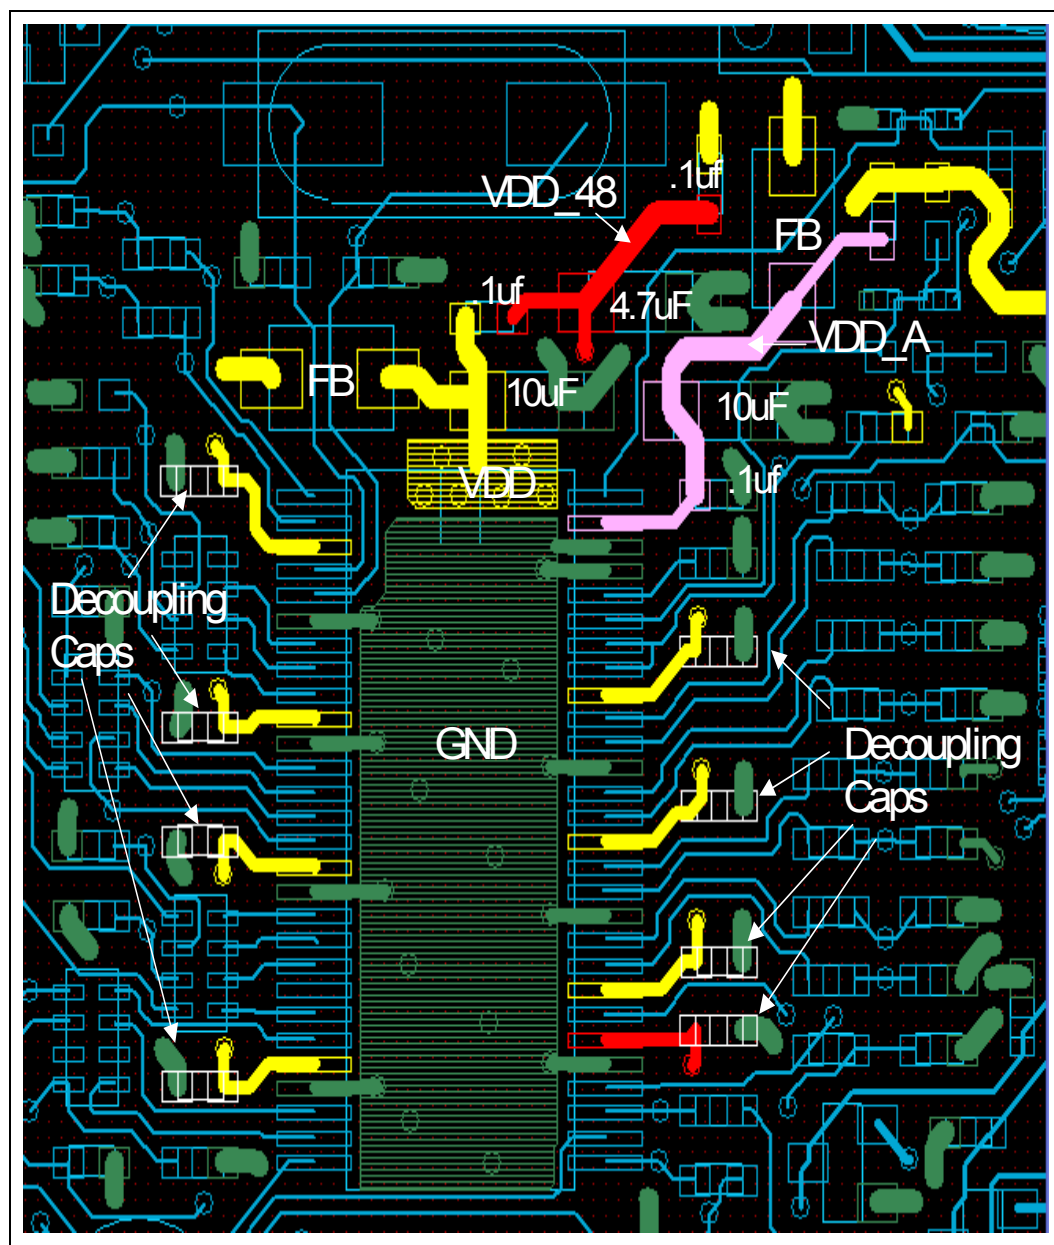 .1uf
VDD_48
FB
.1uf
4.7uF
VDD_A
FB
10uF
10uF
.1uf
VDD
Decoupling
Caps
GND
Decoupling
Caps